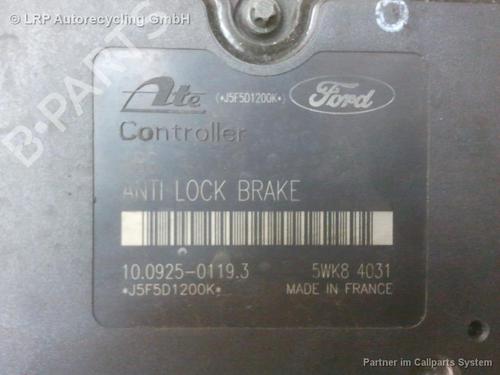 © LRP Autorecycling GmbH
B-PARTS
Ate (*J5F5D1200K*) Ford
Controller
ANTI LOCK BRAKE
10.0925-0119.3 5WK8 4031
*J5F5D1200K* MADE IN FRANCE
Partner im Callparts System